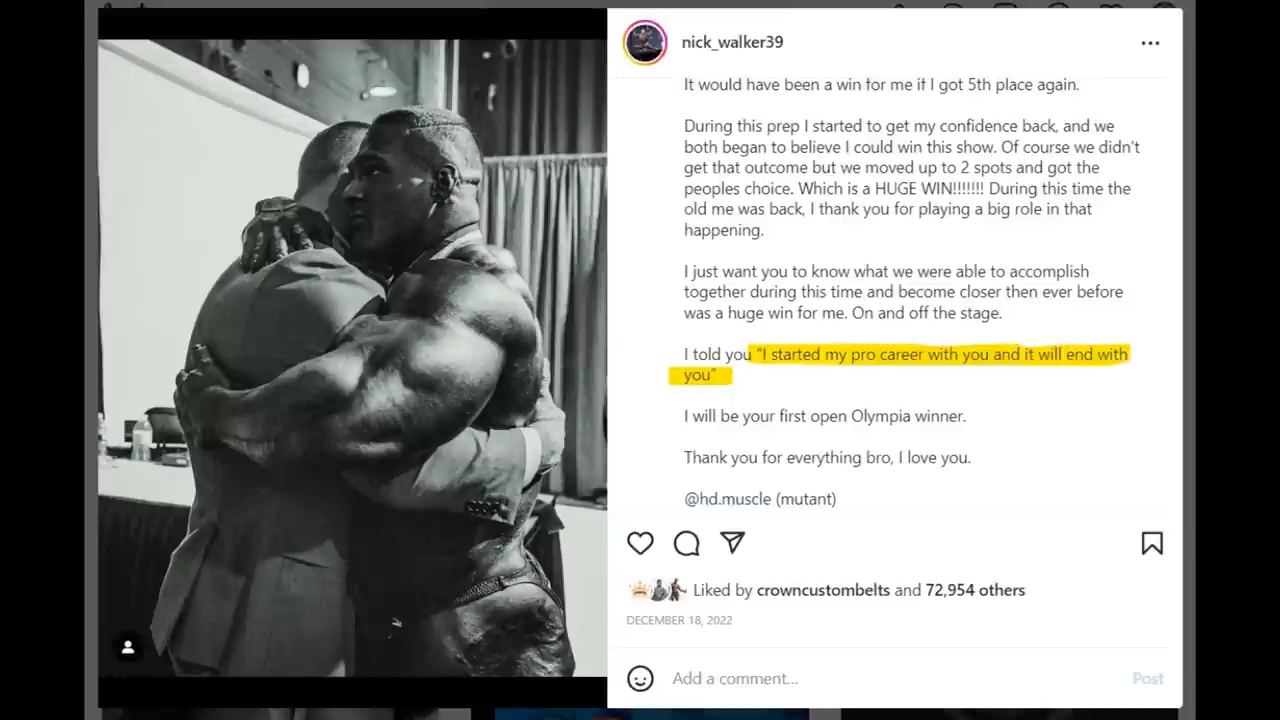 nick_walker39
It would have been a win for me if I got 5th place again.
During this prep I started to get my confidence back, and we
both began to believe I could win this show. Of course we didn't
get that outcome but we moved up to 2 spots and got the
peoples choice. Which is a HUGE WIN!!!!!!! During this time the
old me was back, I thank you for playing a big role in that
happening.
I just want you to know what we were able to accomplish
together during this time and become closer then ever before
was a huge win for me. On and off the stage.
I told you "I started my pro career with you and it will end with
you"
I will be your first open Olympia winner.
Thank you for everything bro, I love you.
@hd.muscle (mutant)
Liked by crowncustombelts and 72,954 others
DECEMBER 18, 2022
Add a comment...
Post